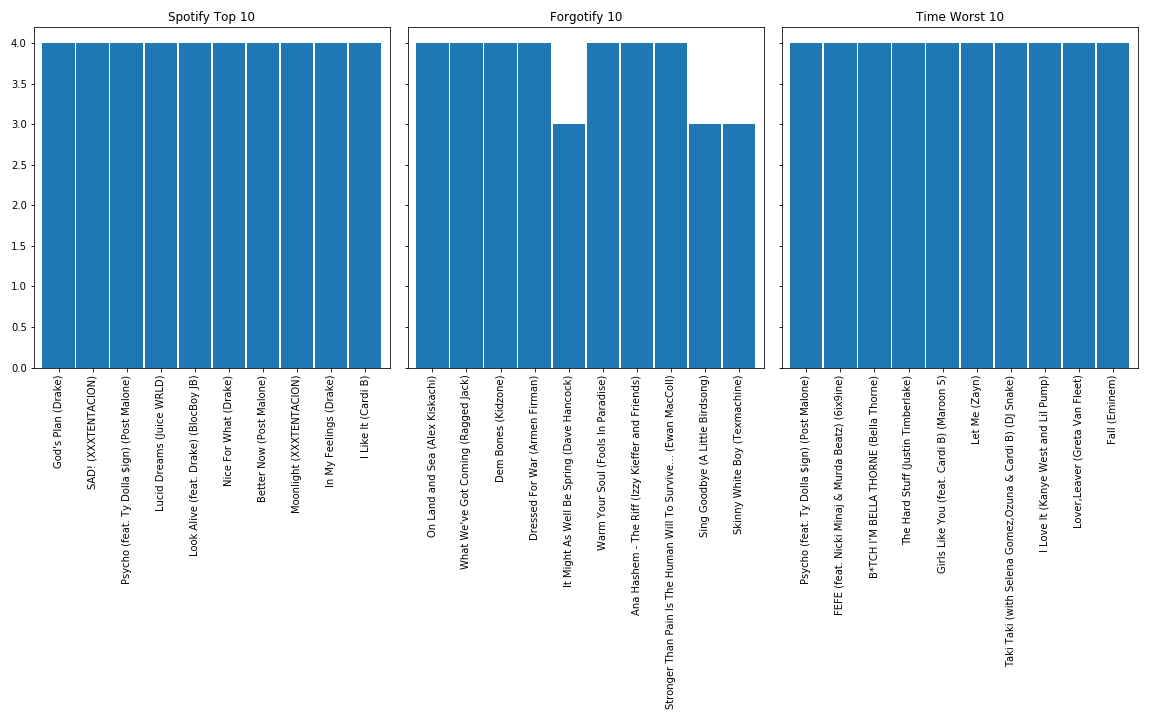 Spotify Top 10
Forgotify 10
Time Worst 10
4.0
3.5
3.0
2.5
2.0
1.5
1.0
0.5
0.0
God's Plan (Drake)
SAD! (XXXTENTACION)
Psycho (feat. Ty Dolla $ign) (Post Malone)
Lucid Dreams (Juice WRLD)
Look Alive (feat. Drake) (BlocBoy JB)
Nice For What (Drake)
Better Now (Post Malone)
Moonlight (XXXTENTACION)
In My Feelings (Drake)
I Like It (Cardi B)
On Land and Sea (Alex Kiskachi)
What We've Got Coming (Ragged Jack)
Dem Bones (Kidzone)
Dressed For War (Armen Firman)
It Might As Well Be Spring (Dave Hancock)
Warm Your Soul (Fools In Paradise)
Ana Hashem - The Riff (Izzy Kieffer and Friends)
Stronger Than Pain Is The Human Will To Survive... (Ewan MacColl)
Sing Goodbye (A Little Birdsong)
Skinny White Boy (Texmachine)
Psycho (feat. Ty Dolla $ign) (Post Malone)
FEFE (feat. Nicki Minaj & Murda Beatz) (6ix9ine)
B*TCH I'M BELLA THORNE (Bella Thorne)
The Hard Stuff (Justin Timberlake)
Girls Like You (feat. Cardi B) (Maroon 5)
Let Me (Zayn)
Taki Taki (with Selena Gomez,Ozuna & Cardi B) (DJ Snake)
I Love It (Kanye West and Lil Pump)
Lover,Leaver (Greta Van Fleet)
Fall (Eminem)